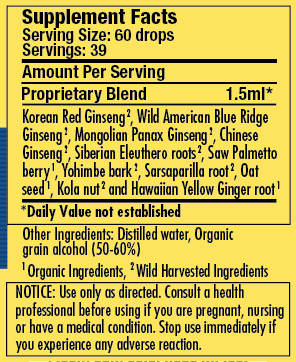 Supplement Facts
Serving Size: 60 drops
Servings: 39
Amount Per Serving
Proprietary Blend 1.5ml*
Korean Red Ginseng², Wild American Blue Ridge
Ginseng², Mongolian Panax Ginseng², Chinese
Ginseng², Siberian Eleuthero roots², Saw Palmetto
berry¹, Yohimbe bark², Sarsaparilla root², Oat
seed¹, Kola nut² and Hawaiian Yellow Ginger root¹
*Daily Value not established
Other Ingredients: Distilled water, Organic
grain alcohol (50-60%)
¹ Organic Ingredients, ² Wild Harvested Ingredients
NOTICE: Use only as directed. Consult a health
professional before using if you are pregnant, nursing
or have a medical condition. Stop use immediately if
you experience any adverse reaction.